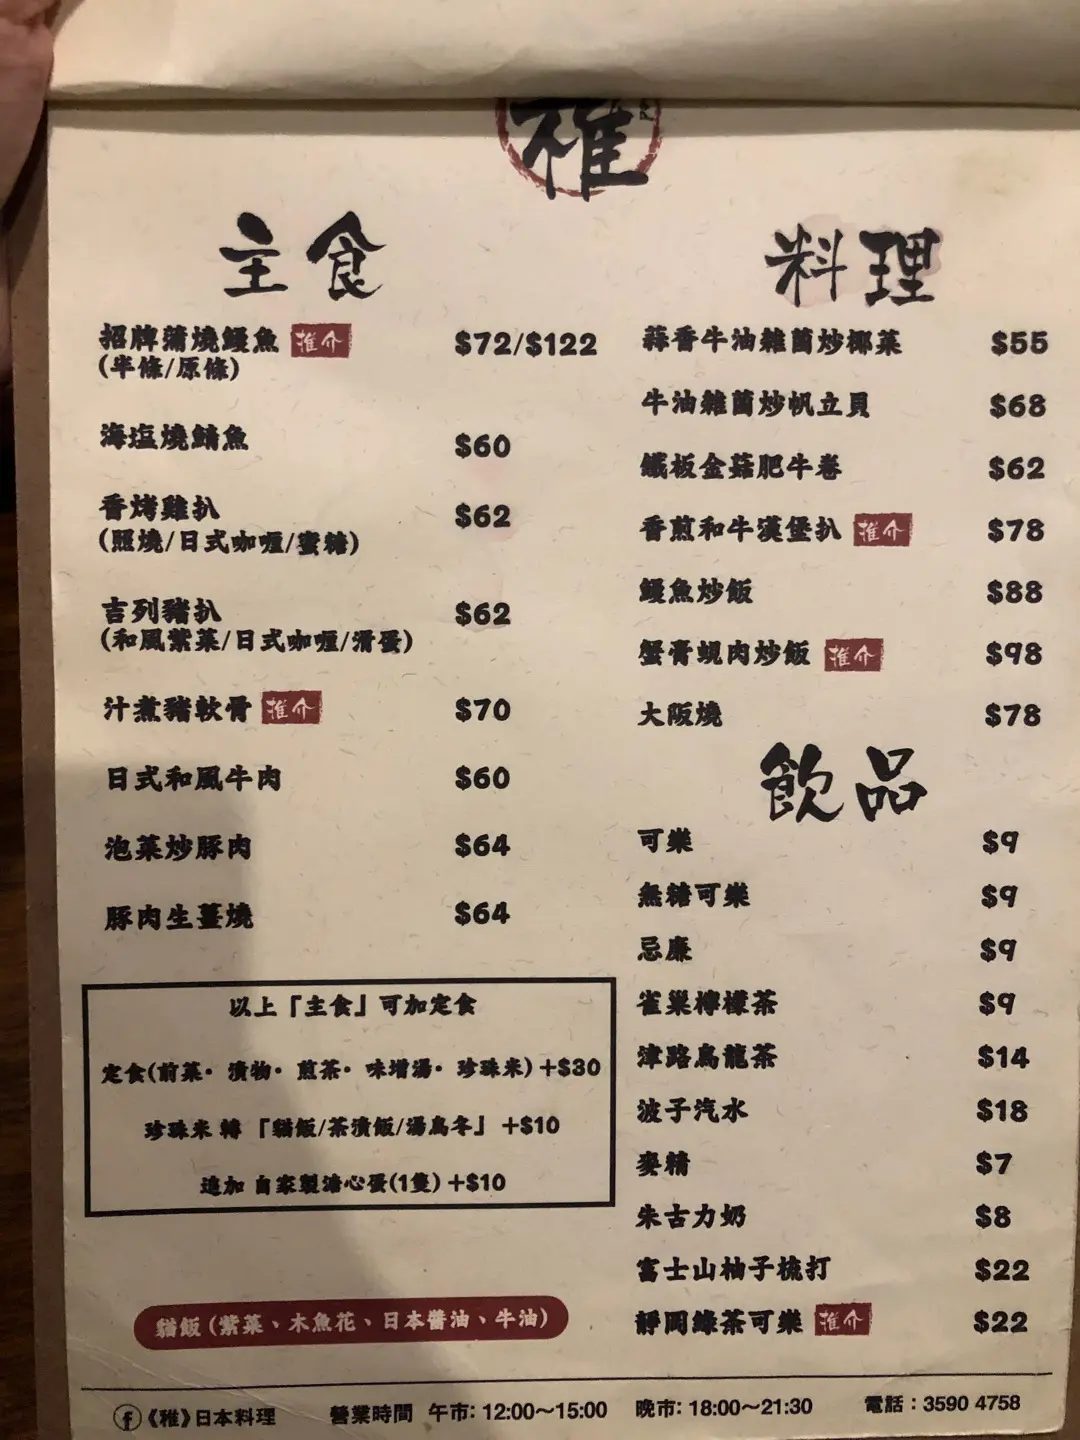 稚
主食
招牌蒲燒鰻魚 推介 $72/$122
(半條/原條)
海塩燒鯖魚 $60
香烤雞扒 $62
(照燒/日式咖喱/蜜糖)
吉列豬扒 $62
(和風紫菜/日式咖喱/滑蛋)
汁煮豬軟骨 推介 $70
日式和風牛肉 $60
泡菜炒豚肉 $64
豚肉生薑燒 $64
以上「主食」可加定食
定食(前菜・漬物・煎茶・味增湯・珍珠米)+$30
珍珠米 轉 「貓飯/茶漬飯/湯烏冬」 +$10
追加 自家製溏心蛋(1隻)+$10
貓飯(紫菜、木魚花、日本醬油、牛油)
料理
蒜香牛油雜菌炒椰菜 $55
牛油雜菌炒帆立貝 $68
鐵板金菇肥牛卷 $62
香煎和牛漢堡扒 推介 $78
鰻魚炒飯 $88
蟹膏蜆肉炒飯 推介 $98
大阪燒 $78
飲品
可樂 $9
無糖可樂 $9
忌廉 $9
雀巢檸檬茶 $9
津路烏龍茶 $14
波子汽水 $18
麥精 $7
朱古力奶 $8
富士山柚子梳打 $22
靜岡綠茶可樂 推介 $22
f《稚》日本料理 營業時間 午市: 12:00～15:00 晚市: 18:00～21:30 電話：3590 4758